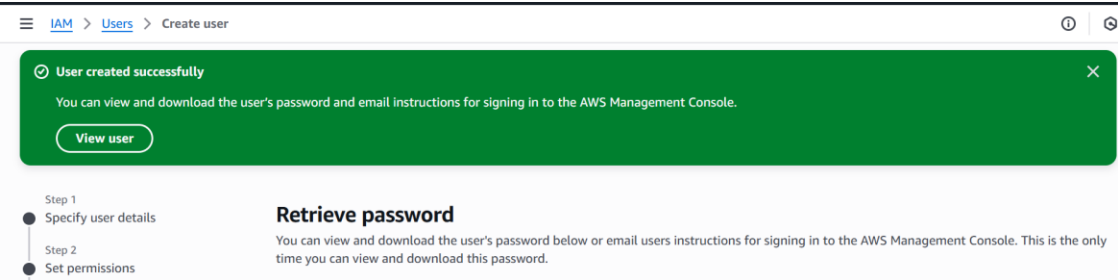 IAM > Users > Create user
User created successfully
You can view and download the user's password and email instructions for signing in to the AWS Management Console.
View user
Step 1
Specify user details
Step 2
Set permissions
Retrieve password
You can view and download the user's password below or email users instructions for signing in to the AWS Management Console. This is the only
time you can view and download this password.